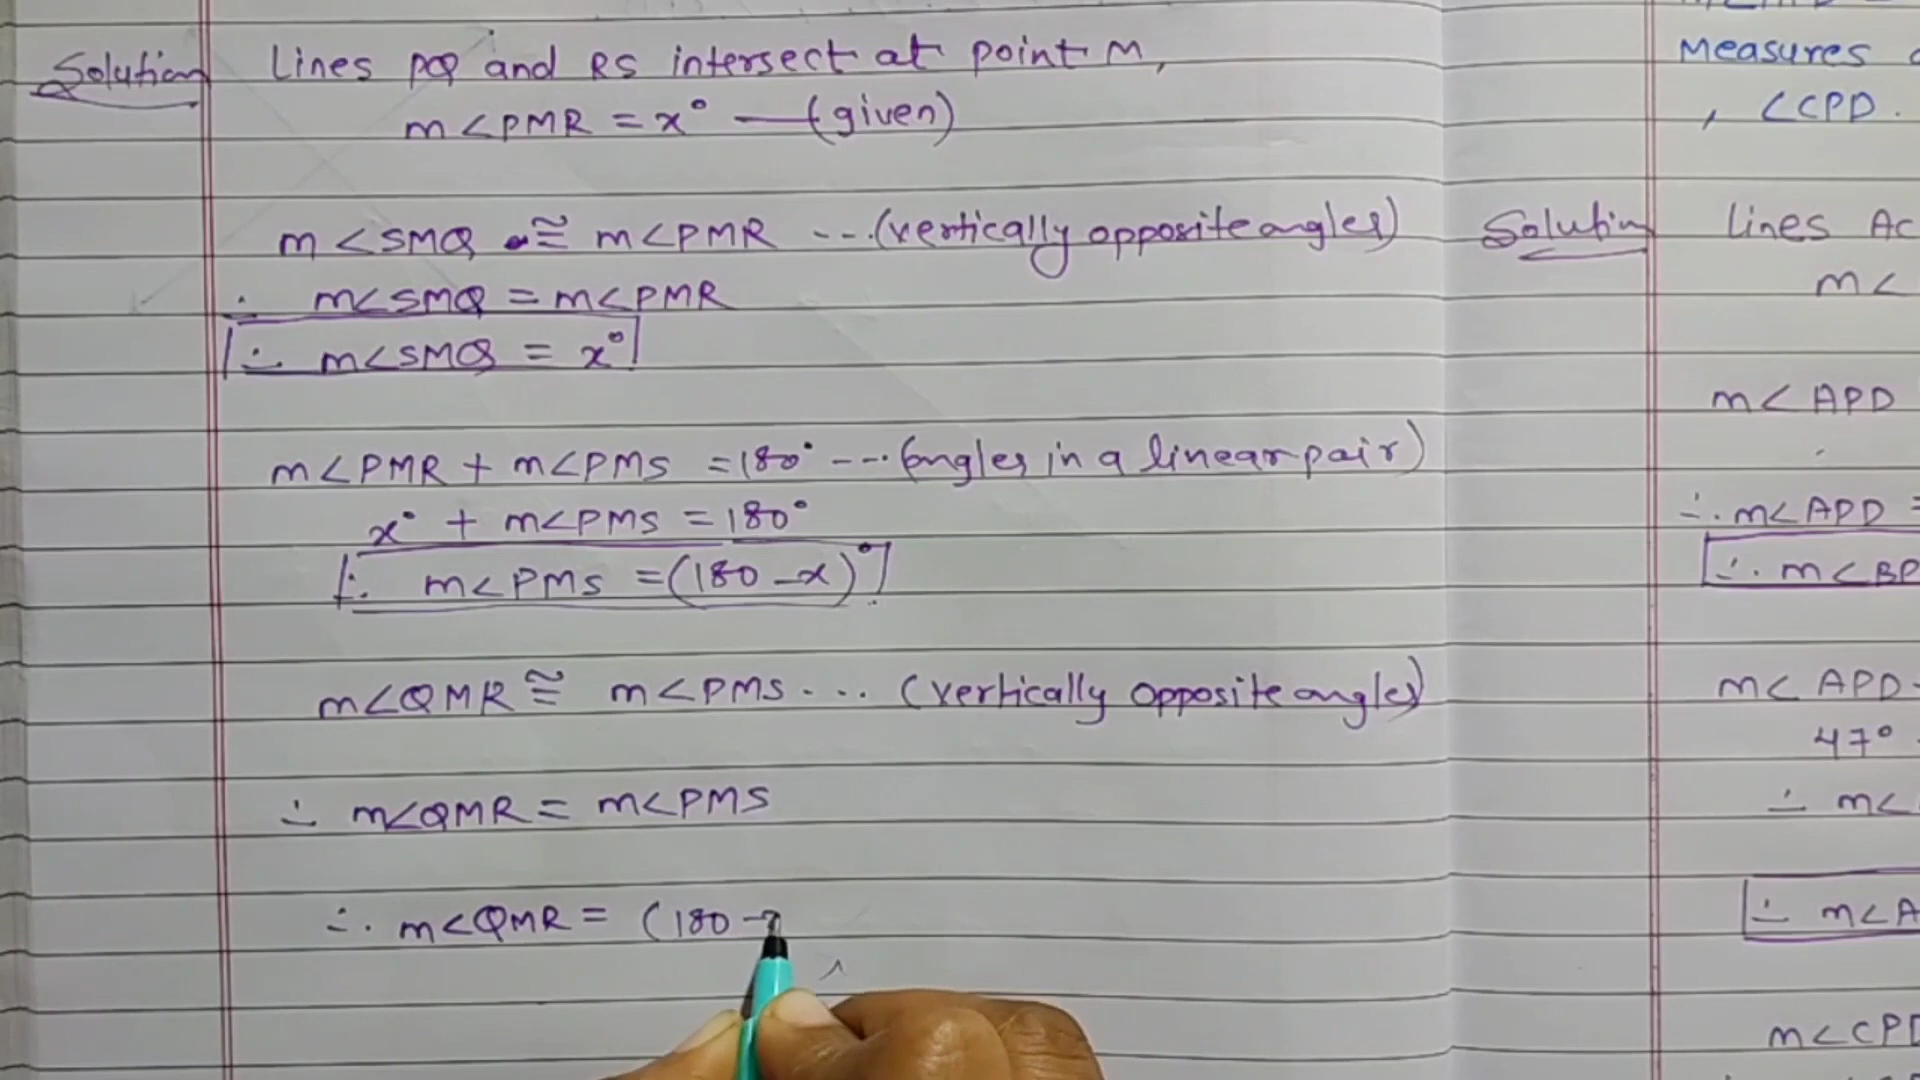 Solution Lines PQ and RS intersect at point M,
m<PMR = x° — (given)
m<SMQ ≅ m<PMR ---(vertically opposite angles)
∴ m<SMQ = m<PMR
∴ m<SMQ = x°
m<PMR + m<PMS = 180° ---(angles in a linear pair)
x° + m<PMS = 180°
∴ m<PMS = (180 - x)°
m<QMR ≅ m<PMS .... (vertically opposite angles)
∴ m<QMR = m<PMS
∴ m<QMR = (180 -
Measures
, <CPD.
Solution lines AC
m<
m< APD
∴ m<APD =
∴ m<BP
m< APD
47°
∴ m<
∴ m<A
m<CPD